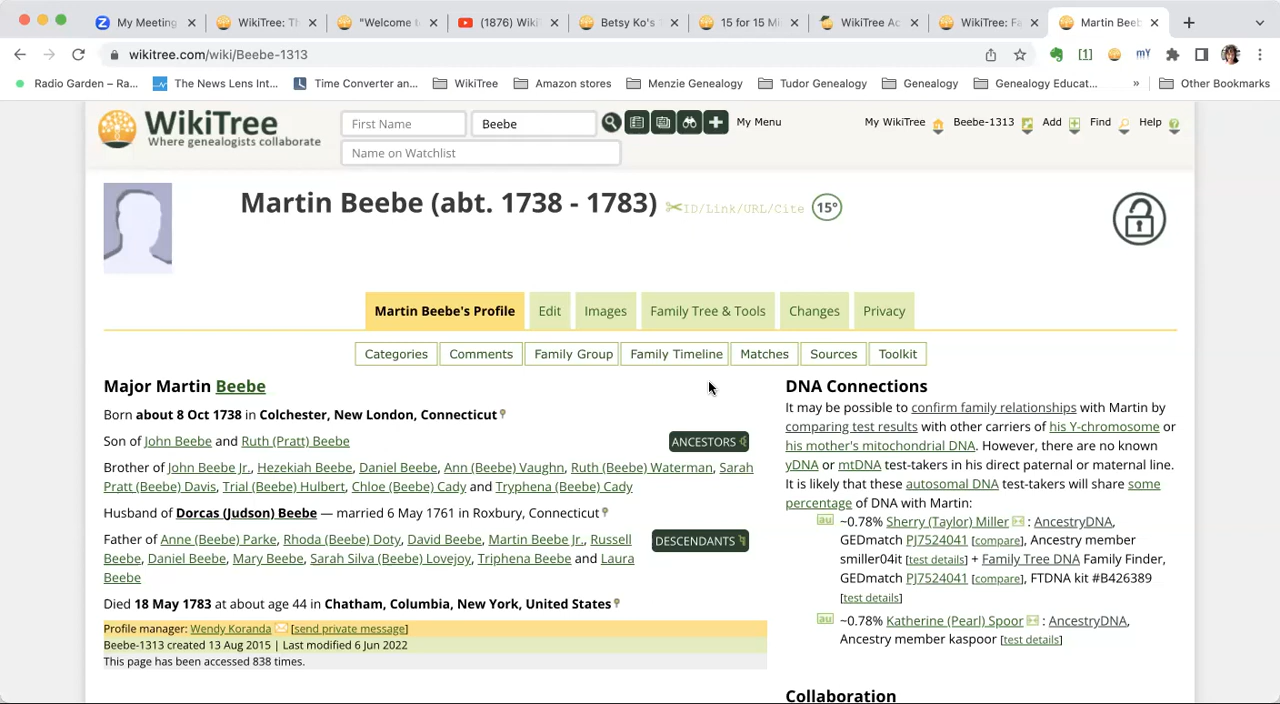 My Meeting
WikiTree: Th
"Welcome to
(1876) Wiki
Betsy Ko's
15 for 15 Mi
WikiTree Ac
WikiTree: Fa
Martin Beeb
wikitree.com/wiki/Beebe-1313
[1]
mY
Radio Garden – Ra...
The News Lens Int...
Time Converter an...
WikiTree
Amazon stores
Menzie Genealogy
Tudor Genealogy
Genealogy
Genealogy Educat...
»
Other Bookmarks
WikiTree
Where genealogists collaborate
First Name
Beebe
My Menu
Name on Watchlist
My WikiTree
Beebe-1313
Add
Find
Help
Martin Beebe (abt. 1738 - 1783)
ID/Link/URL/Cite
15°
Martin Beebe's Profile
Edit
Images
Family Tree & Tools
Changes
Privacy
Categories
Comments
Family Group
Family Timeline
Matches
Sources
Toolkit
Major Martin Beebe
Born about 8 Oct 1738 in Colchester, New London, Connecticut
Son of John Beebe and Ruth (Pratt) Beebe
ANCESTORS
Brother of John Beebe Jr., Hezekiah Beebe, Daniel Beebe, Ann (Beebe) Vaughn, Ruth (Beebe) Waterman, Sarah
Pratt (Beebe) Davis, Trial (Beebe) Hulbert, Chloe (Beebe) Cady and Tryphena (Beebe) Cady
Husband of Dorcas (Judson) Beebe — married 6 May 1761 in Roxbury, Connecticut
Father of Anne (Beebe) Parke, Rhoda (Beebe) Doty, David Beebe, Martin Beebe Jr., Russell
DESCENDANTS
Beebe, Daniel Beebe, Mary Beebe, Sarah Silva (Beebe) Lovejoy, Triphena Beebe and Laura
Beebe
Died 18 May 1783 at about age 44 in Chatham, Columbia, New York, United States
Profile manager: Wendy Koranda [send private message]
Beebe-1313 created 13 Aug 2015 | Last modified 6 Jun 2022
This page has been accessed 838 times.
DNA Connections
It may be possible to confirm family relationships with Martin by
comparing test results with other carriers of his Y-chromosome or
his mother's mitochondrial DNA. However, there are no known
yDNA or mtDNA test-takers in his direct paternal or maternal line.
It is likely that these autosomal DNA test-takers will share some
percentage of DNA with Martin:
au ~0.78% Sherry (Taylor) Miller : AncestryDNA,
GEDmatch PJ7524041 [compare], Ancestry member
smiller04it [test details] + Family Tree DNA Family Finder,
GEDmatch PJ7524041 [compare], FTDNA kit #B426389
[test details]
au ~0.78% Katherine (Pearl) Spoor : AncestryDNA,
Ancestry member kaspoor [test details]
Collaboration